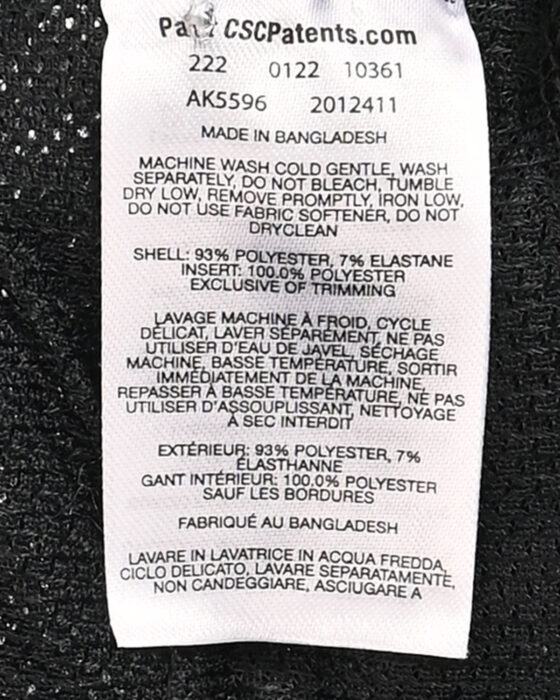 CSCPatents.com
222 0122 10361
AK5596 2012411
MADE IN BANGLADESH
MACHINE WASH COLD GENTLE, WASH
SEPARATELY, DO NOT BLEACH, TUMBLE
DRY LOW, REMOVE PROMPTLY, IRON LOW,
DO NOT USE FABRIC SOFTENER, DO NOT
DRYCLEAN
SHELL: 93% POLYESTER, 7% ELASTANE
INSERT: 100.0% POLYESTER
EXCLUSIVE OF TRIMMING
LAVAGE MACHINE À FROID, CYCLE
DÉLICAT, LAVER SÉPARÉMENT, NE PAS
UTILISER D'EAU DE JAVEL, SÉCHAGE
MACHINE, BASSE TEMPÉRATURE, SORTIR
IMMÉDIATEMENT DE LA MACHINE,
REPASSER À BASSE TEMPÉRATURE, NE PAS
UTILISER D'ASSOUPLISSANT, NETTOYAGE
À SEC INTERDIT
EXTÉRIEUR: 93% POLYESTER, 7%
ÉLASTHANNE
GANT INTÉRIEUR: 100.0% POLYESTER
SAUF LES BORDURES
FABRIQUÉ AU BANGLADESH
LAVARE IN LAVATRICE IN ACQUA FREDDA,
CICLO DELICATO, LAVARE SEPARATAMENTE,
NON CANDEGGIARE, ASCIUGARE A